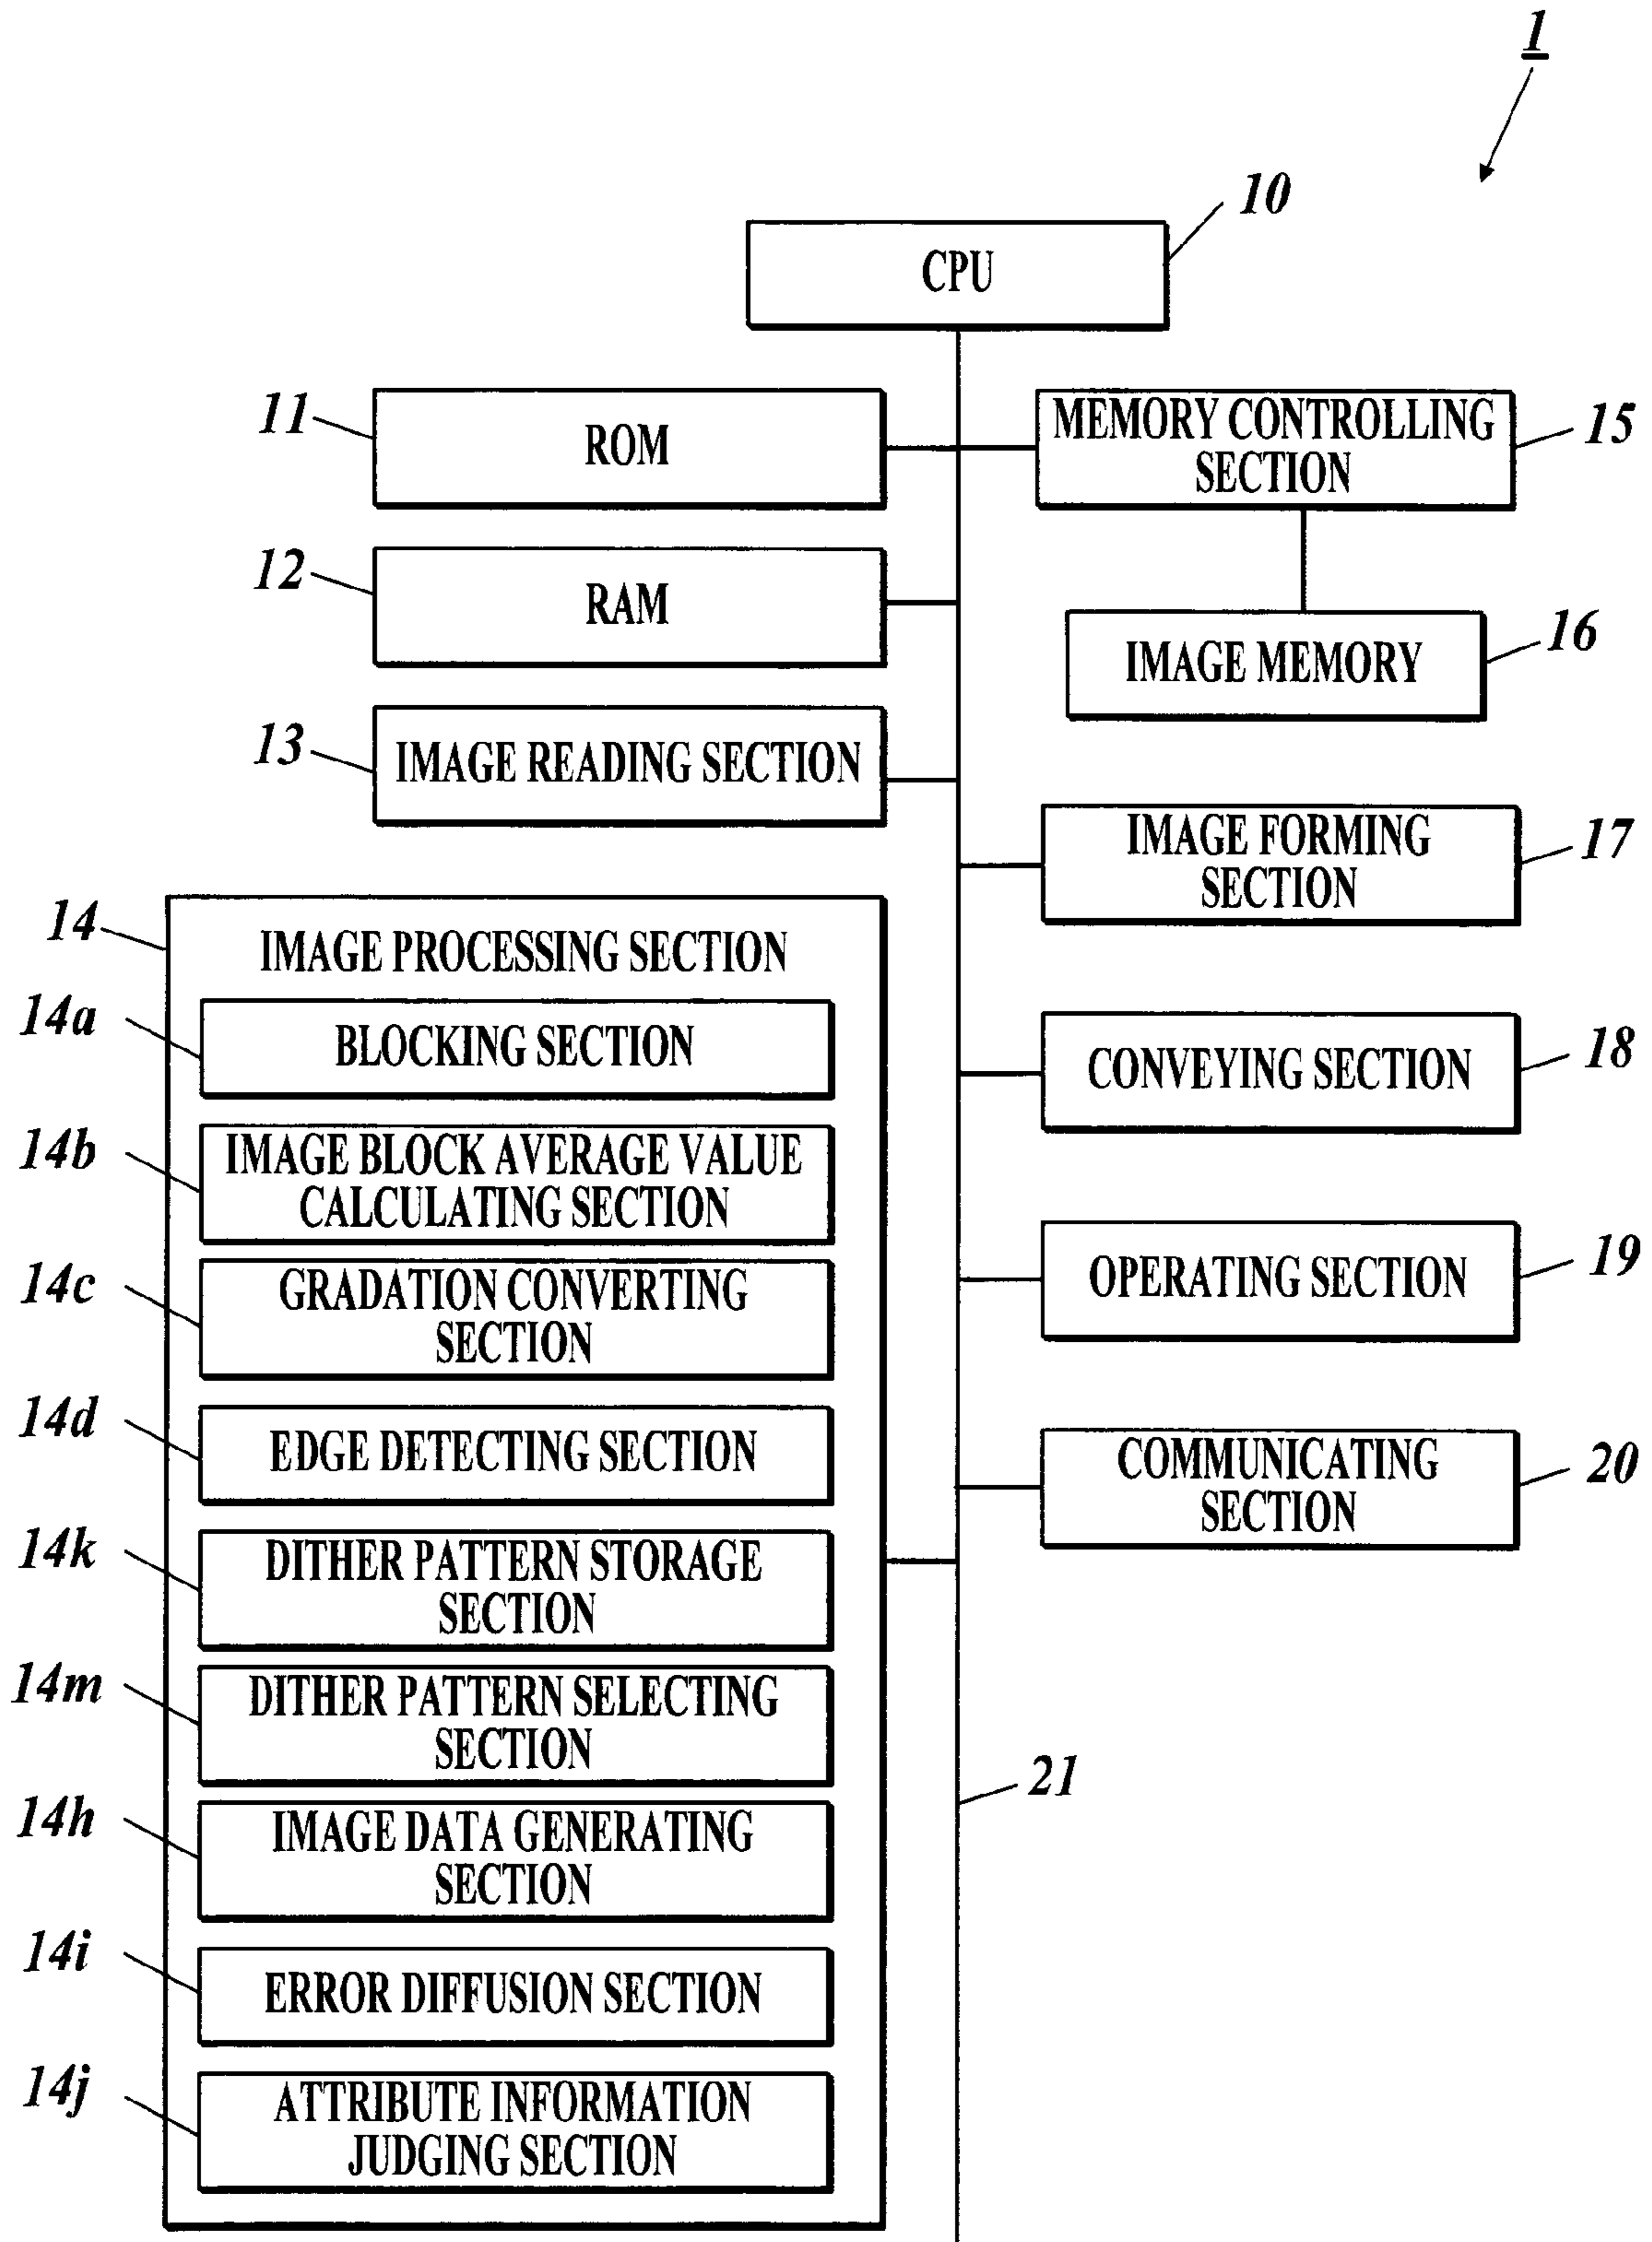 1
10
CPU
11
ROM
MEMORY CONTROLLING
SECTION
15
12
RAM
IMAGE MEMORY
16
13
IMAGE READING SECTION
IMAGE FORMING
SECTION
17
14
IMAGE PROCESSING SECTION
14a
BLOCKING SECTION
CONVEYING SECTION
18
14b
IMAGE BLOCK AVERAGE VALUE
CALCULATING SECTION
14c
GRADATION CONVERTING
SECTION
OPERATING SECTION
19
14d
EDGE DETECTING SECTION
COMMUNICATING
SECTION
20
14k
DITHER PATTERN STORAGE
SECTION
14m
DITHER PATTERN SELECTING
SECTION
21
14h
IMAGE DATA GENERATING
SECTION
14i
ERROR DIFFUSION SECTION
14j
ATTRIBUTE INFORMATION
JUDGING SECTION